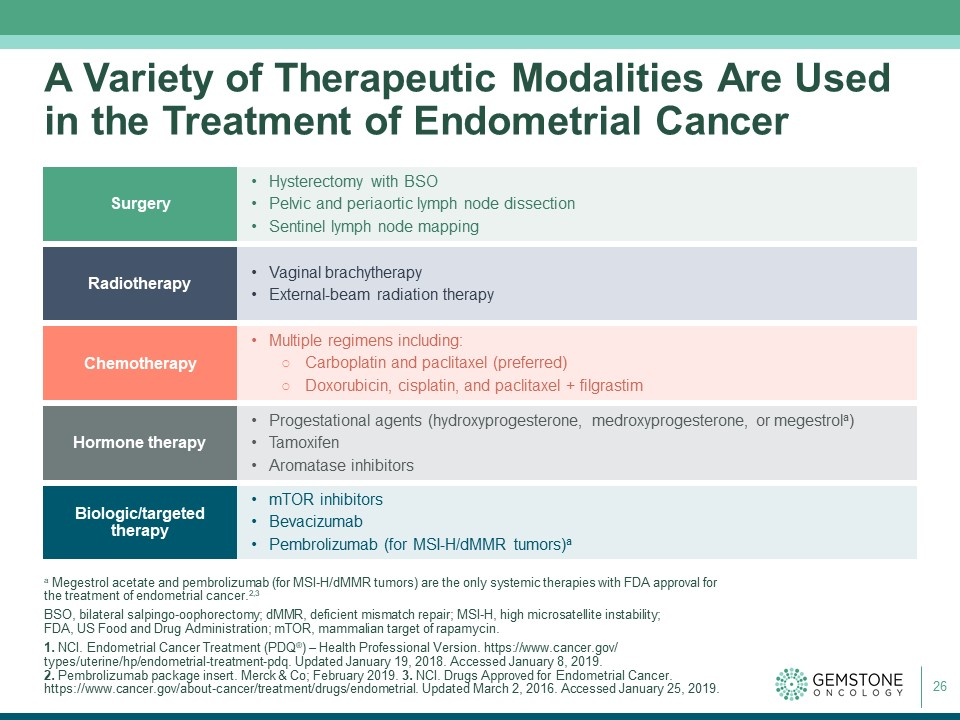 A Variety of Therapeutic Modalities Are Used
in the Treatment of Endometrial Cancer
Surgery
• Hysterectomy with BSO
• Pelvic and periaortic lymph node dissection
• Sentinel lymph node mapping
Radiotherapy
• Vaginal brachytherapy
• External-beam radiation therapy
Chemotherapy
• Multiple regimens including:
○ Carboplatin and paclitaxel (preferred)
○ Doxorubicin, cisplatin, and paclitaxel + filgrastim
Hormone therapy
• Progestational agents (hydroxyprogesterone, medroxyprogesterone, or megestrolᵃ)
• Tamoxifen
• Aromatase inhibitors
Biologic/targeted
therapy
• mTOR inhibitors
• Bevacizumab
• Pembrolizumab (for MSI-H/dMMR tumors)ᵃ
ᵃ Megestrol acetate and pembrolizumab (for MSI-H/dMMR tumors) are the only systemic therapies with FDA approval for
the treatment of endometrial cancer.²,³
BSO, bilateral salpingo-oophorectomy; dMMR, deficient mismatch repair; MSI-H, high microsatellite instability;
FDA, US Food and Drug Administration; mTOR, mammalian target of rapamycin.
1. NCI. Endometrial Cancer Treatment (PDQ®) – Health Professional Version. https://www.cancer.gov/
types/uterine/hp/endometrial-treatment-pdq. Updated January 19, 2018. Accessed January 8, 2019.
2. Pembrolizumab package insert. Merck & Co; February 2019. 3. NCI. Drugs Approved for Endometrial Cancer.
https://www.cancer.gov/about-cancer/treatment/drugs/endometrial. Updated March 2, 2016. Accessed January 25, 2019.
GEMSTONE
ONCOLOGY
26